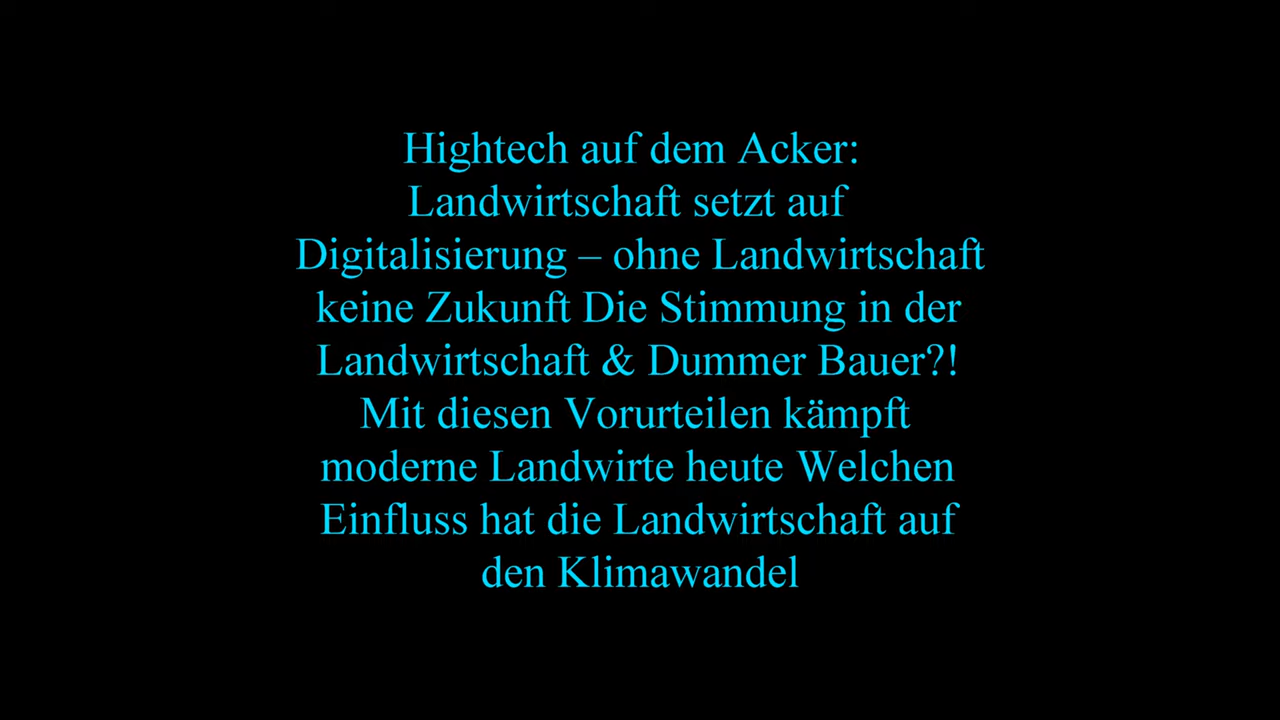 Hightech auf dem Acker:
Landwirtschaft setzt auf
Digitalisierung – ohne Landwirtschaft
keine Zukunft Die Stimmung in der
Landwirtschaft & Dummer Bauer?!
Mit diesen Vorurteilen kämpft
moderne Landwirte heute Welchen
Einfluss hat die Landwirtschaft auf
den Klimawandel